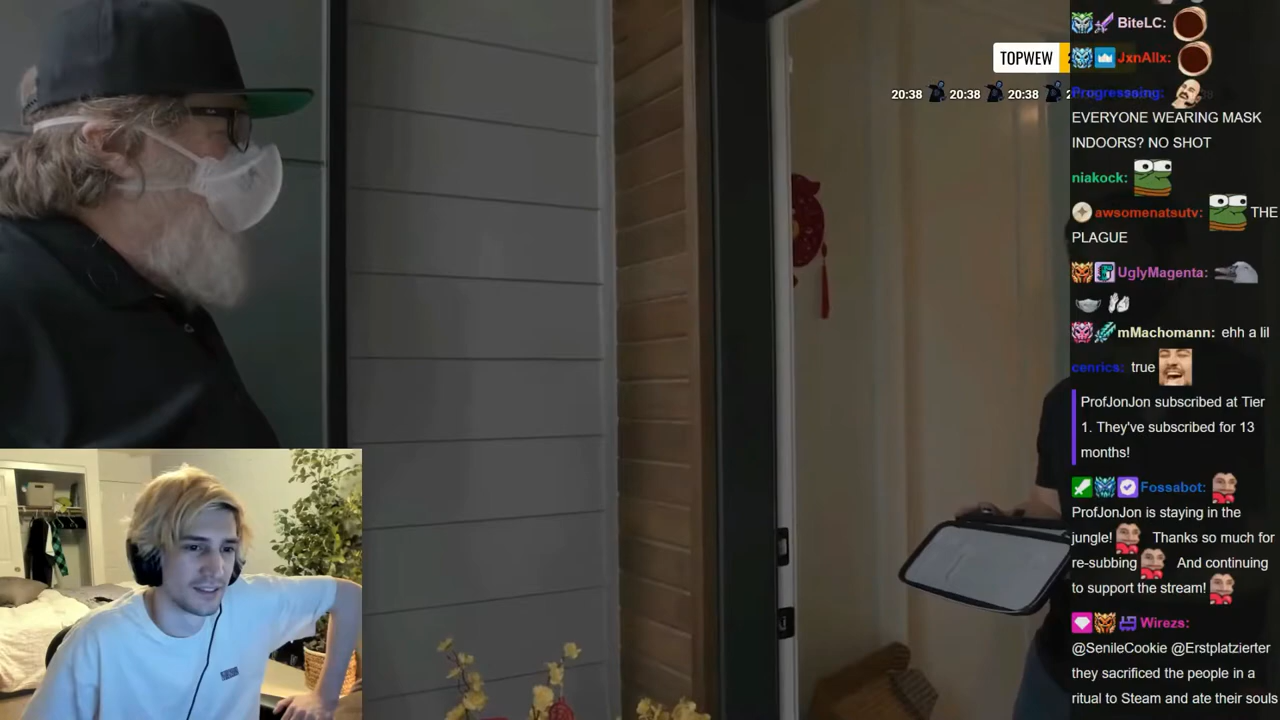 TOPWEW
20:38 20:38 20:38
BiteLC:
JxnAllx:
Progressing:
EVERYONE WEARING MASK
INDOORS? NO SHOT
niakock:
awsomenatsutv: THE
PLAGUE
UglyMagenta:
mMachomann: ehh a lil
cenrics: true
ProfJonJon subscribed at Tier
1. They've subscribed for 13
months!
Fossabot:
ProfJonJon is staying in the
jungle! Thanks so much for
re-subbing And continuing
to support the stream!
Wirezs:
@SenileCookie @Erstplatzierter
they sacrificed the people in a
ritual to Steam and ate their souls